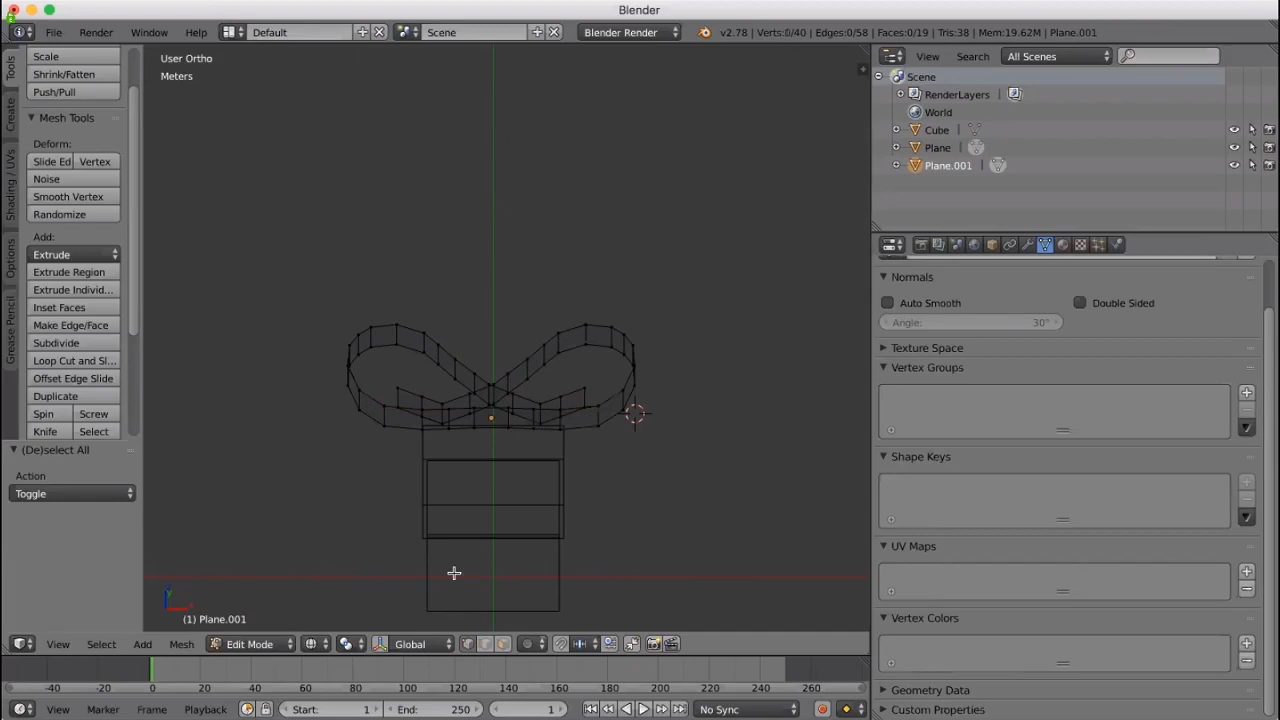 Blender
File Render Window Help Default Scene Blender Render v2.78 | Verts:0/40 | Edges:0/58 | Faces:0/19 | Tris:38 | Mem:19.62M | Plane.001
Tools
Create
Shading / UVs
Options
Grease Pencil
Scale
Shrink/Fatten
Push/Pull
Mesh Tools
Deform:
Slide Ed Vertex
Noise
Smooth Vertex
Randomize
Add:
Extrude
Extrude Region
Extrude Individ...
Inset Faces
Make Edge/Face
Subdivide
Loop Cut and Sl...
Offset Edge Slide
Duplicate
Spin Screw
Knife Select
(De)select All
Action
Toggle
User Ortho
Meters
(1) Plane.001
View Select Add Mesh Edit Mode Global
-40 -20 0 20 40 60 80 100 120 140 160 180 200 220 240 260
View Marker Frame Playback Start: 1 End: 250 1 No Sync
View Search All Scenes
Scene
RenderLayers
World
Cube
Plane
Plane.001
Normals
Auto Smooth Double Sided
Angle: 30°
Texture Space
Vertex Groups
Shape Keys
UV Maps
Vertex Colors
Geometry Data
Custom Properties